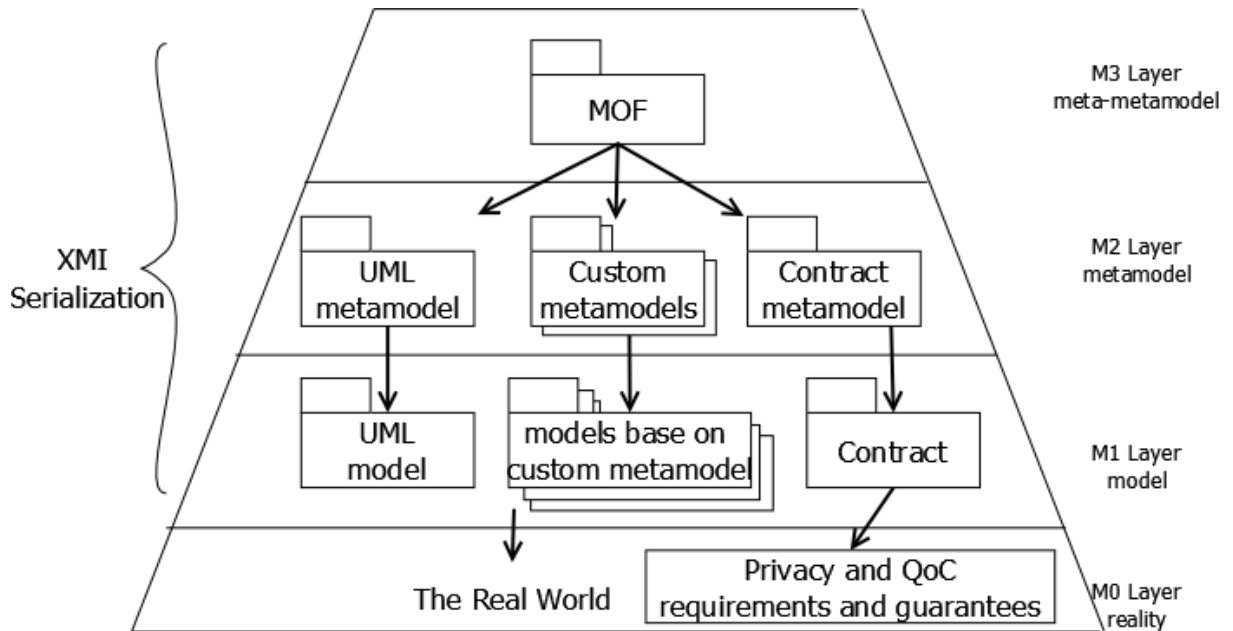 M3 Layer
meta-metamodel
MOF
XMI
Serialization
M2 Layer
metamodel
UML
metamodel
Custom
metamodels
Contract
metamodel
UML
model
models base on
custom metamodel
Contract
M1 Layer
model
The Real World
Privacy and QoC
requirements and guarantees
M0 Layer
reality